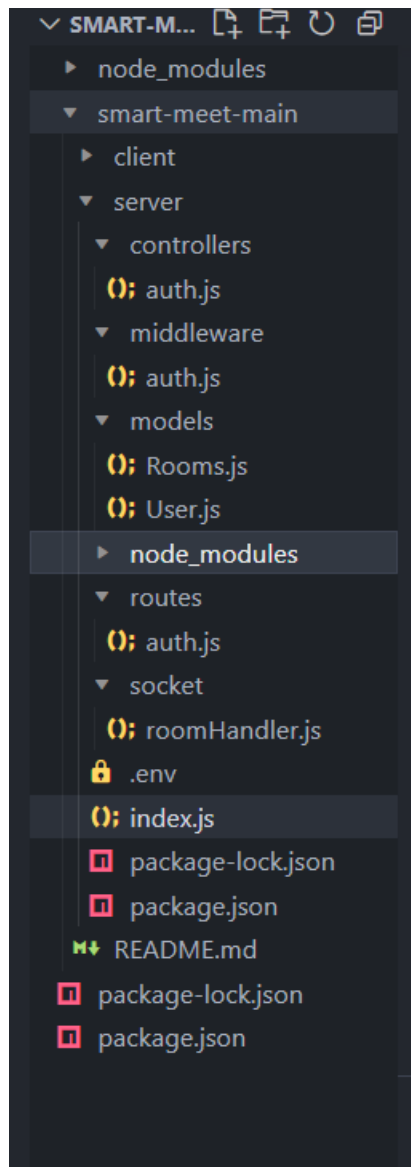 SMART-M...
node_modules
smart-meet-main
client
server
controllers
(); auth.js
middleware
(); auth.js
models
(); Rooms.js
(); User.js
node_modules
routes
(); auth.js
socket
(); roomHandler.js
.env
(); index.js
package-lock.json
package.json
M README.md
package-lock.json
package.json